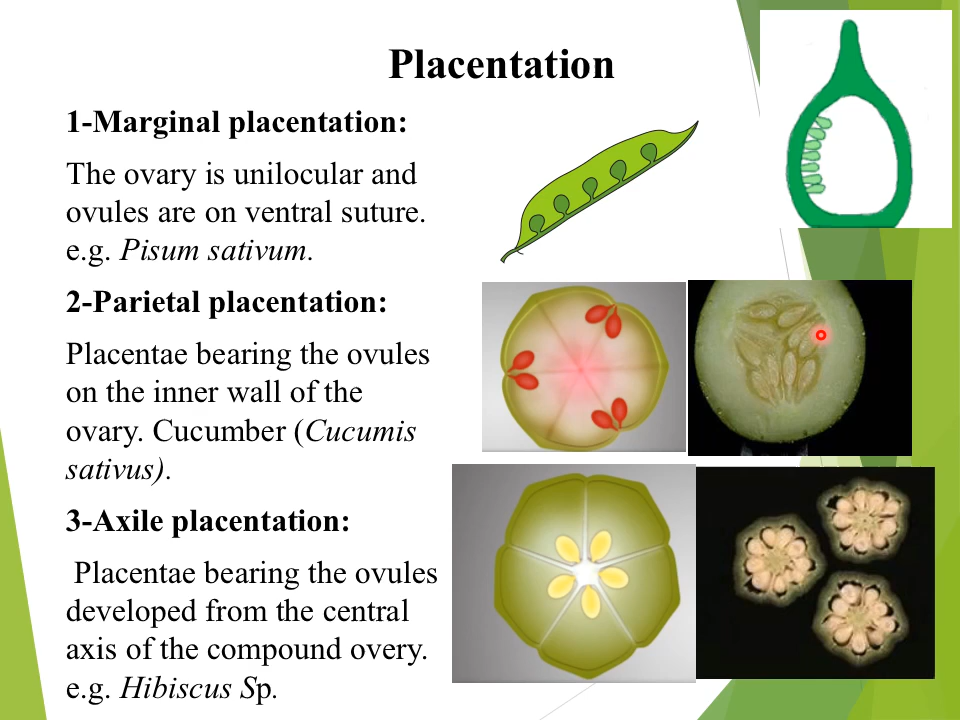 Placentation
1-Marginal placentation:
The ovary is unilocular and
ovules are on ventral suture.
e.g. Pisum sativum.
2-Parietal placentation:
Placentae bearing the ovules
on the inner wall of the
ovary. Cucumber (Cucumis
sativus).
3-Axile placentation:
Placentae bearing the ovules
developed from the central
axis of the compound overy.
e.g. Hibiscus Sp.